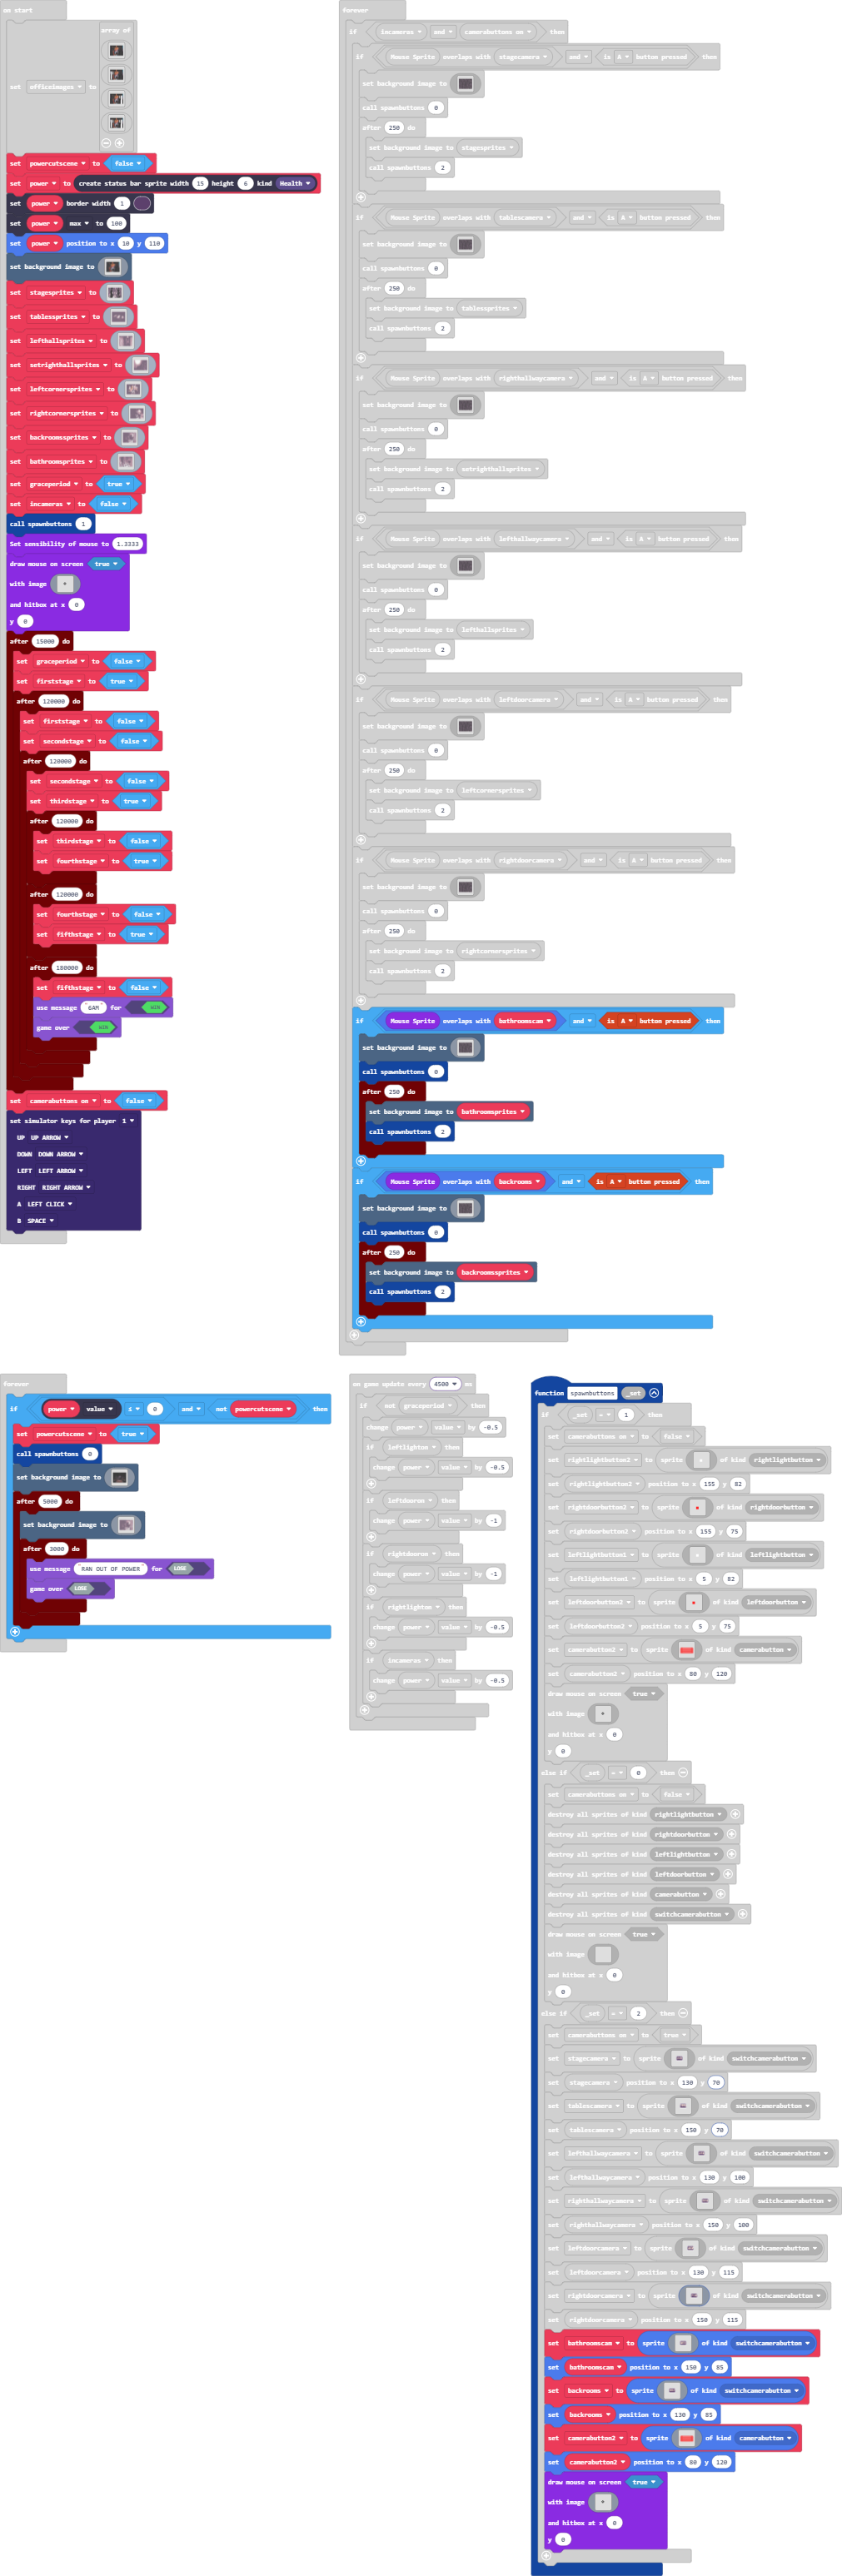 on start
array of
set officeimages to
set powercutscene to false
set power to create status bar sprite width 15 height 6 kind Health
set power border width 1
set power max to 100
set power position to x 10 y 110
set background image to
set stagesprites to
set tablessprites to
set lefthallsprites to
set setrighthallsprites to
set leftcornersprites to
set rightcornersprites to
set backroomssprites to
set bathroomsprites to
set graceperiod to true
set incameras to false
call spawnbuttons 1
Set sensibility of mouse to 1.3333
draw mouse on screen true
with image
and hitbox at x 0
y 0
after 15000 do
set graceperiod to false
set firststage to true
after 120000 do
set firststage to false
set secondstage to false
after 120000 do
set secondstage to false
set thirdstage to true
after 120000 do
set thirdstage to false
set fourthstage to true
after 120000 do
set fourthstage to false
set fifthstage to true
after 180000 do
set fifthstage to false
use message "6AM" for WIN
game over WIN
set camerabuttons on to false
set simulator keys for player 1
UP UP ARROW
DOWN DOWN ARROW
LEFT LEFT ARROW
RIGHT RIGHT ARROW
A LEFT CLICK
B SPACE
forever
if incameras and camerabuttons on then
if Mouse Sprite overlaps with stagecamera and is A button pressed then
set background image to
call spawnbuttons 0
after 250 do
set background image to stagesprites
call spawnbuttons 2
if Mouse Sprite overlaps with tablescamera and is A button pressed then
set background image to
call spawnbuttons 0
after 250 do
set background image to tablessprites
call spawnbuttons 2
if Mouse Sprite overlaps with righthallwaycamera and is A button pressed then
set background image to
call spawnbuttons 0
after 250 do
set background image to setrighthallsprites
call spawnbuttons 2
if Mouse Sprite overlaps with lefthallwaycamera and is A button pressed then
set background image to
call spawnbuttons 0
after 250 do
set background image to lefthallsprites
call spawnbuttons 2
if Mouse Sprite overlaps with leftdoorcamera and is A button pressed then
set background image to
call spawnbuttons 0
after 250 do
set background image to leftcornersprites
call spawnbuttons 2
if Mouse Sprite overlaps with rightdoorcamera and is A button pressed then
set background image to
call spawnbuttons 0
after 250 do
set background image to rightcornersprites
call spawnbuttons 2
if Mouse Sprite overlaps with bathroomscam and is A button pressed then
set background image to
call spawnbuttons 0
after 250 do
set background image to bathroomsprites
call spawnbuttons 2
if Mouse Sprite overlaps with backrooms and is A button pressed then
set background image to
call spawnbuttons 0
after 250 do
set background image to backroomssprites
call spawnbuttons 2
forever
if power value ≤ 0 and not powercutscene then
set powercutscene to true
call spawnbuttons 0
set background image to
after 5000 do
set background image to
after 3000 do
use message "RAN OUT OF POWER" for LOSE
game over LOSE
on game update every 4500 ms
if not graceperiod then
change power value by -0.5
if leftlighton then
change power value by -0.5
if leftdooron then
change power value by -1
if rightdooron then
change power value by -1
if rightlighton then
change power value by -0.5
if incameras then
change power value by -0.5
function spawnbuttons _set
if _set = 1 then
set camerabuttons on to false
set rightlightbutton2 to sprite of kind rightlightbutton
set rightlightbutton2 position to x 155 y 82
set rightdoorbutton2 to sprite of kind rightdoorbutton
set rightdoorbutton2 position to x 155 y 75
set leftlightbutton1 to sprite of kind leftlightbutton
set leftlightbutton1 position to x 5 y 82
set leftdoorbutton2 to sprite of kind leftdoorbutton
set leftdoorbutton2 position to x 5 y 75
set camerabutton2 to sprite of kind camerabutton
set camerabutton2 position to x 80 y 120
draw mouse on screen true
with image
and hitbox at x 0
y 0
else if _set = 0 then
set camerabuttons on to false
destroy all sprites of kind rightlightbutton
destroy all sprites of kind rightdoorbutton
destroy all sprites of kind leftlightbutton
destroy all sprites of kind leftdoorbutton
destroy all sprites of kind camerabutton
destroy all sprites of kind switchcamerabutton
draw mouse on screen true
with image
and hitbox at x 0
y 0
else if _set = 2 then
set camerabuttons on to true
set stagecamera to sprite of kind switchcamerabutton
set stagecamera position to x 130 y 70
set tablescamera to sprite of kind switchcamerabutton
set tablescamera position to x 150 y 70
set lefthallwaycamera to sprite of kind switchcamerabutton
set lefthallwaycamera position to x 130 y 100
set righthallwaycamera to sprite of kind switchcamerabutton
set righthallwaycamera position to x 150 y 100
set leftdoorcamera to sprite of kind switchcamerabutton
set leftdoorcamera position to x 130 y 115
set rightdoorcamera to sprite of kind switchcamerabutton
set rightdoorcamera position to x 150 y 115
set bathroomscam to sprite of kind switchcamerabutton
set bathroomscam position to x 150 y 85
set backrooms to sprite of kind switchcamerabutton
set backrooms position to x 130 y 85
set camerabutton2 to sprite of kind camerabutton
set camerabutton2 position to x 80 y 120
draw mouse on screen true
with image
and hitbox at x 0
y 0